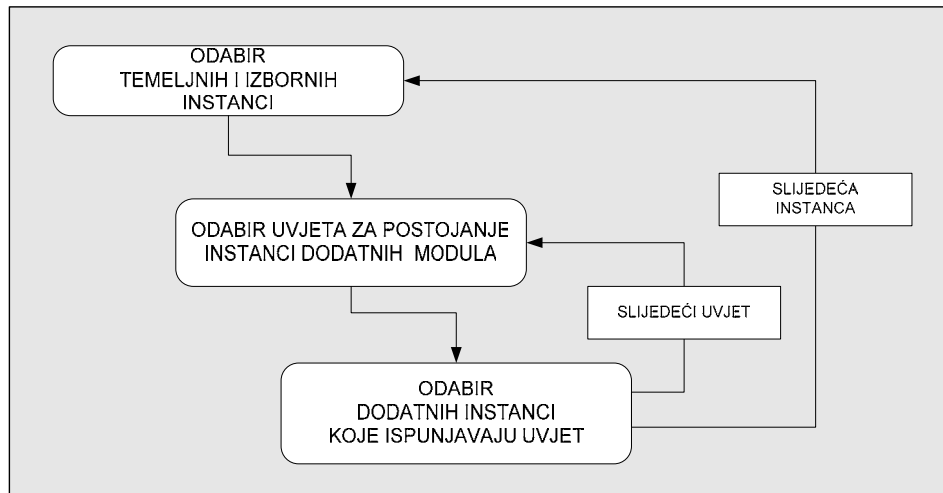 ODABIR
TEMELJNIH I IZBORNIH
INSTANCI
ODABIR UVJETA ZA POSTOJANJE
INSTANCI DODATNIH MODULA
SLIJEDEĆA
INSTANCA
SLIJEDEĆI UVJET
ODABIR
DODATNIH INSTANCI
KOJE ISPUNJAVAJU UVJET